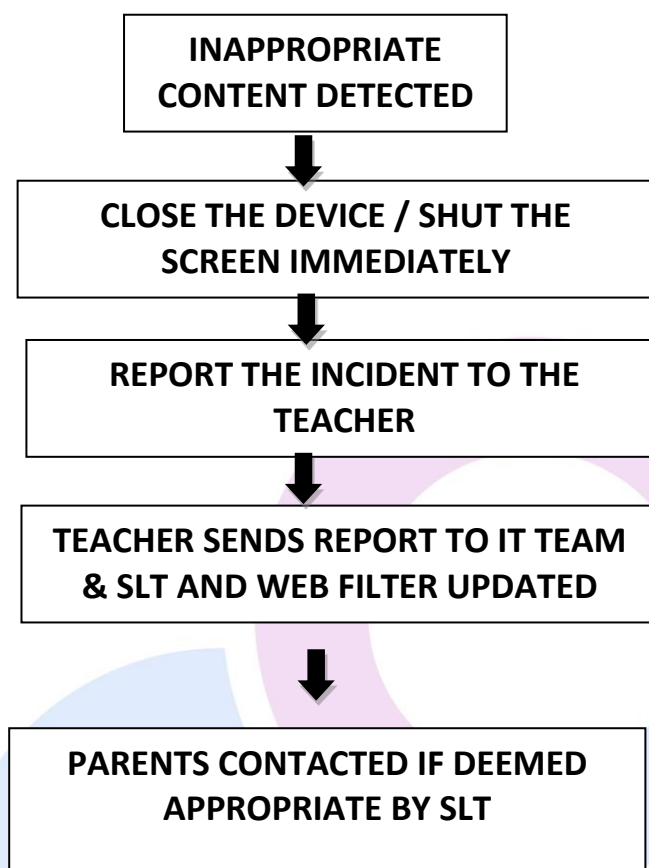 INAPPROPRIATE
CONTENT DETECTED
CLOSE THE DEVICE / SHUT THE
SCREEN IMMEDIATELY
REPORT THE INCIDENT TO THE
TEACHER
TEACHER SENDS REPORT TO IT TEAM
& SLT AND WEB FILTER UPDATED
PARENTS CONTACTED IF DEEMED
APPROPRIATE BY SLT